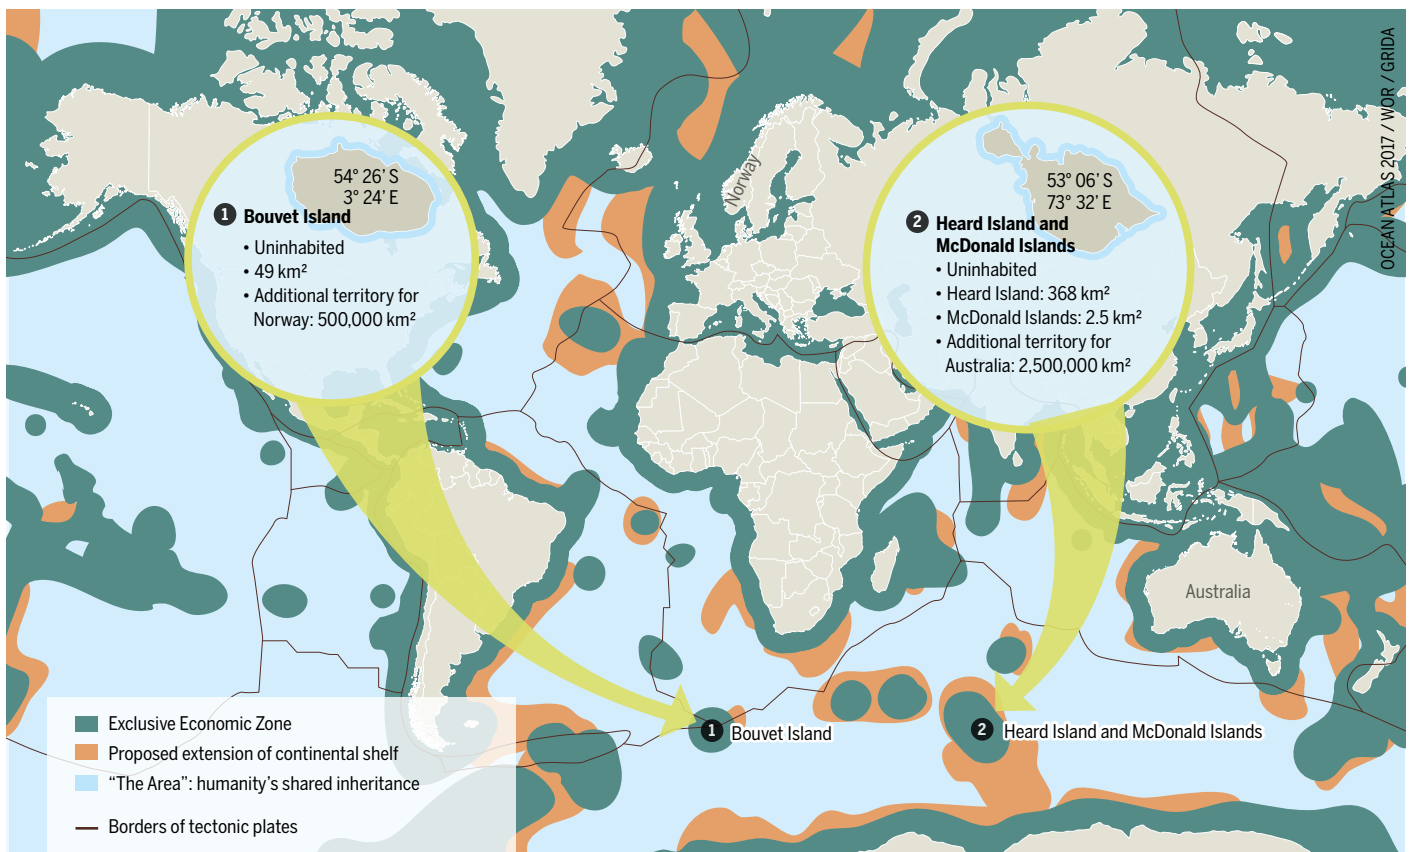 OCEAN ATLAS 2017 / WOR / GRIDA
54° 26’ S
3° 24’ E
1 Bouvet Island
• Uninhabited
• 49 km²
• Additional territory for
Norway: 500,000 km²
Norway
53° 06’ S
73° 32’ E
2 Heard Island and
McDonald Islands
• Uninhabited
• Heard Island: 368 km²
• McDonald Islands: 2.5 km²
• Additional territory for
Australia: 2,500,000 km²
Australia
1 Bouvet Island
2 Heard Island and McDonald Islands
Exclusive Economic Zone
Proposed extension of continental shelf
“The Area”: humanity’s shared inheritance
Borders of tectonic plates